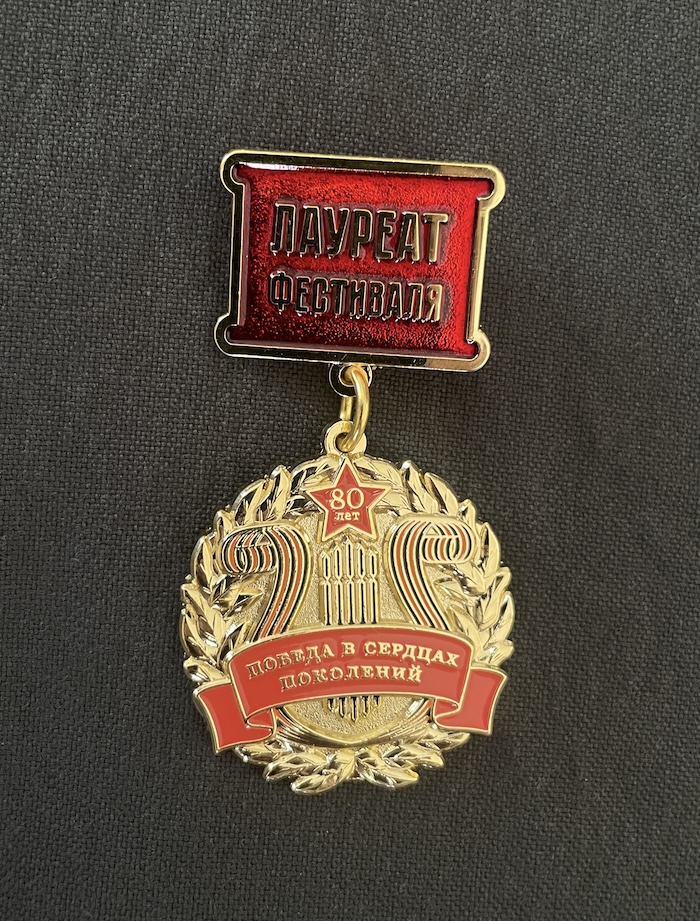 ЛАУРЕАТ
ФЕСТИВАЛЯ
80
лет
ПОБЕДА В СЕРДЦАХ
ПОКОЛЕНИЙ